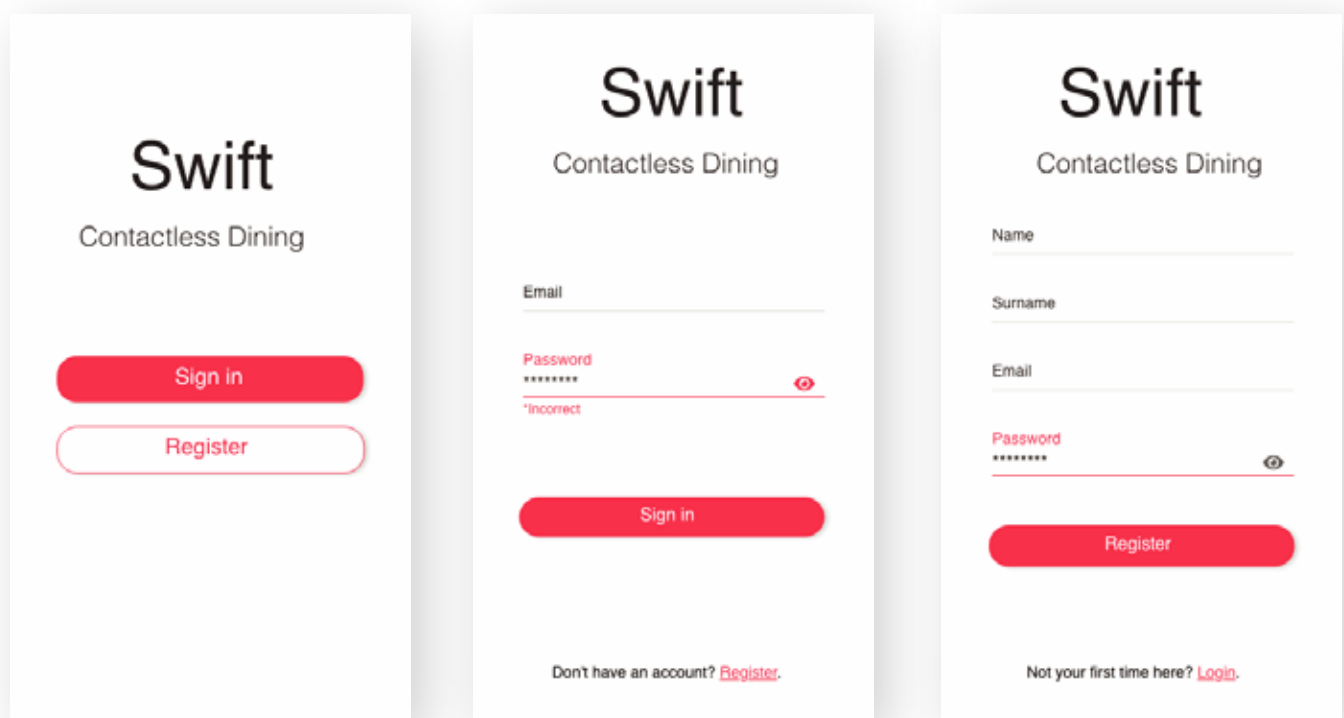 Swift
Contactless Dining
Sign in
Register
Swift
Contactless Dining
Email
Password
********
*Incorrect
Sign in
Don't have an account? Register.
Swift
Contactless Dining
Name
Surname
Email
Password
********
Register
Not your first time here? Login.